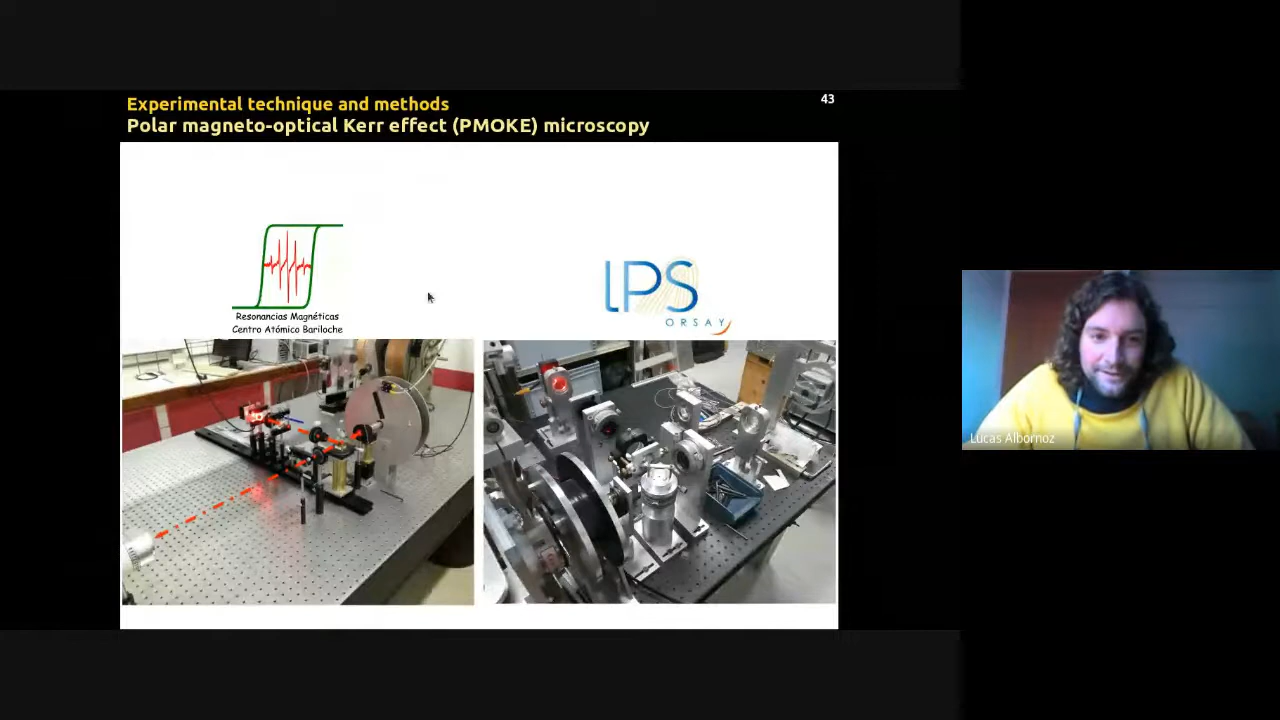 Experimental technique and methods
43
Polar magneto-optical Kerr effect (PMOKE) microscopy
Resonancias Magnéticas
Centro Atómico Bariloche
LPS
ORSAY
Lucas Albornoz